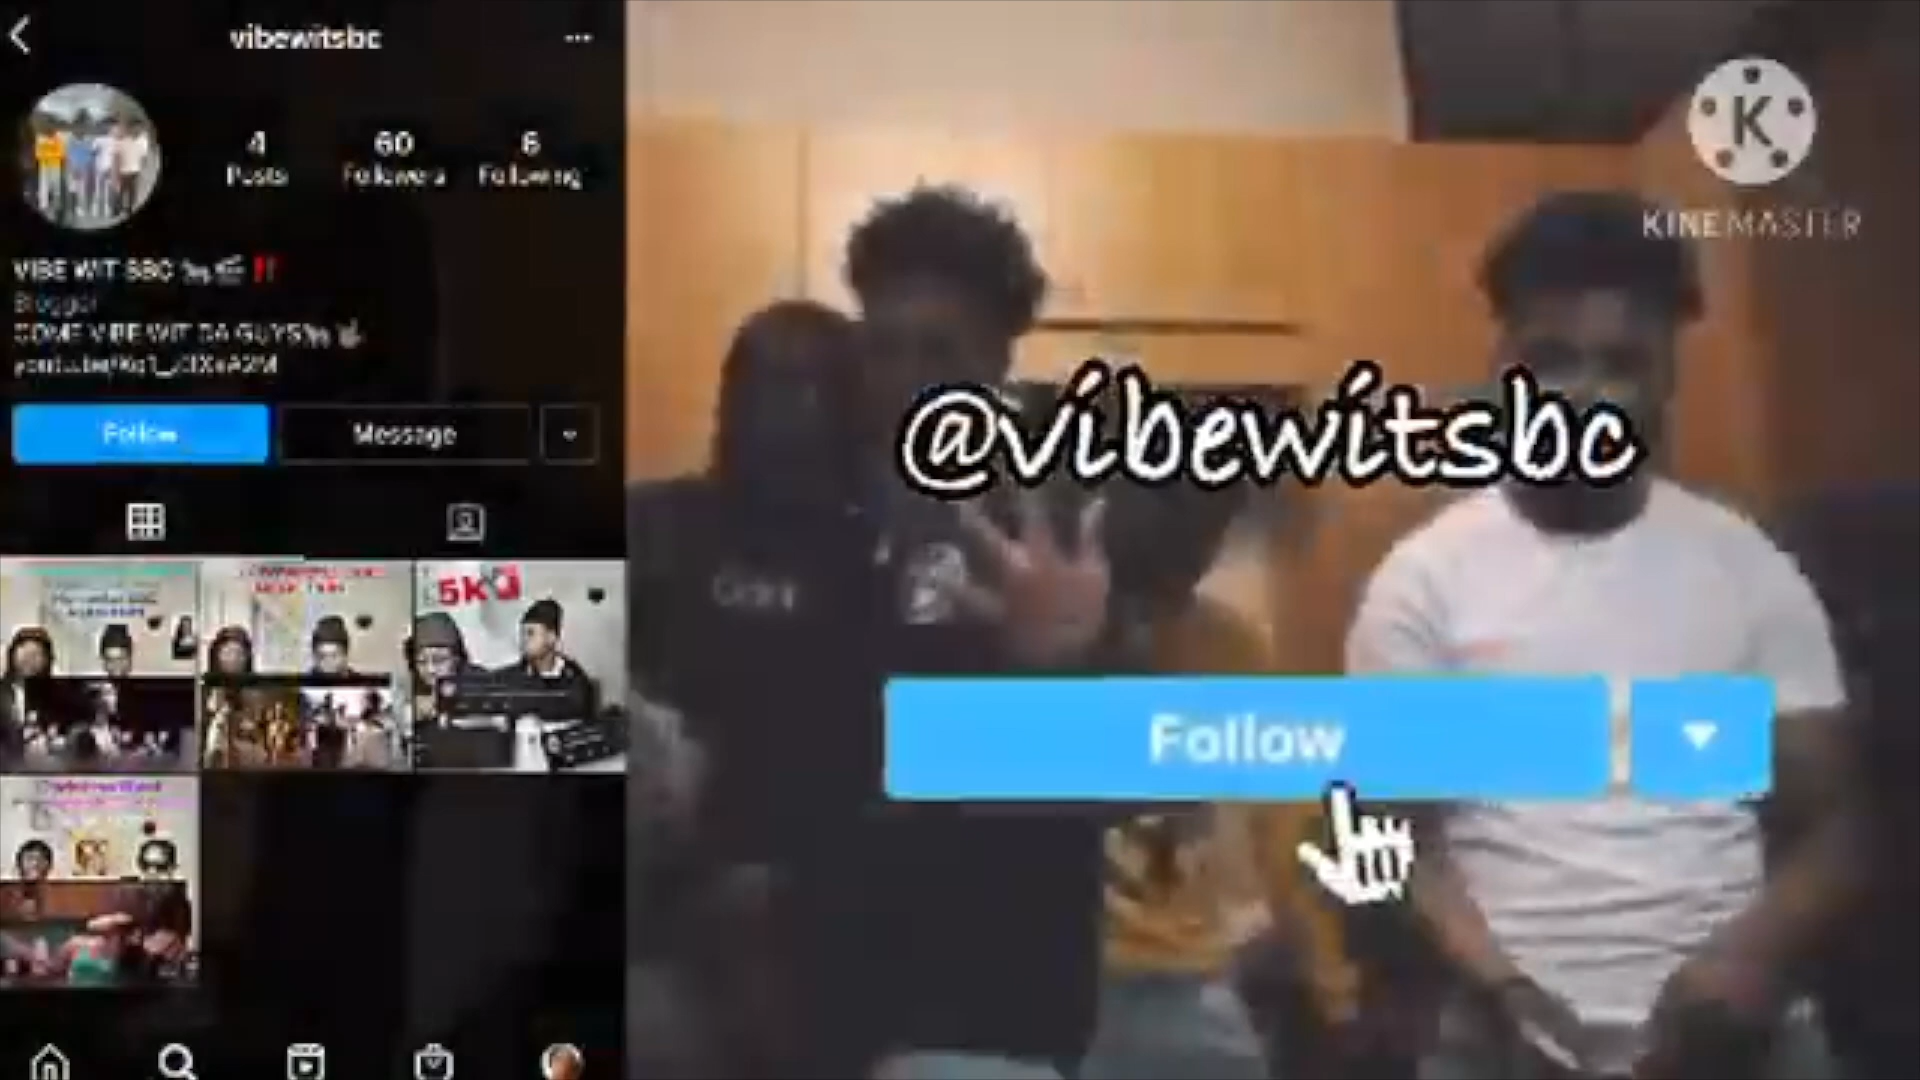 vibewitsbc
4
60
6
Posts
Followers
Following
VIBE WIT SBC
Blogger
COME VIBE WIT DA GUYS
Follow
Message
5K
K
KINEMASTER
@vibewitsbc
Follow